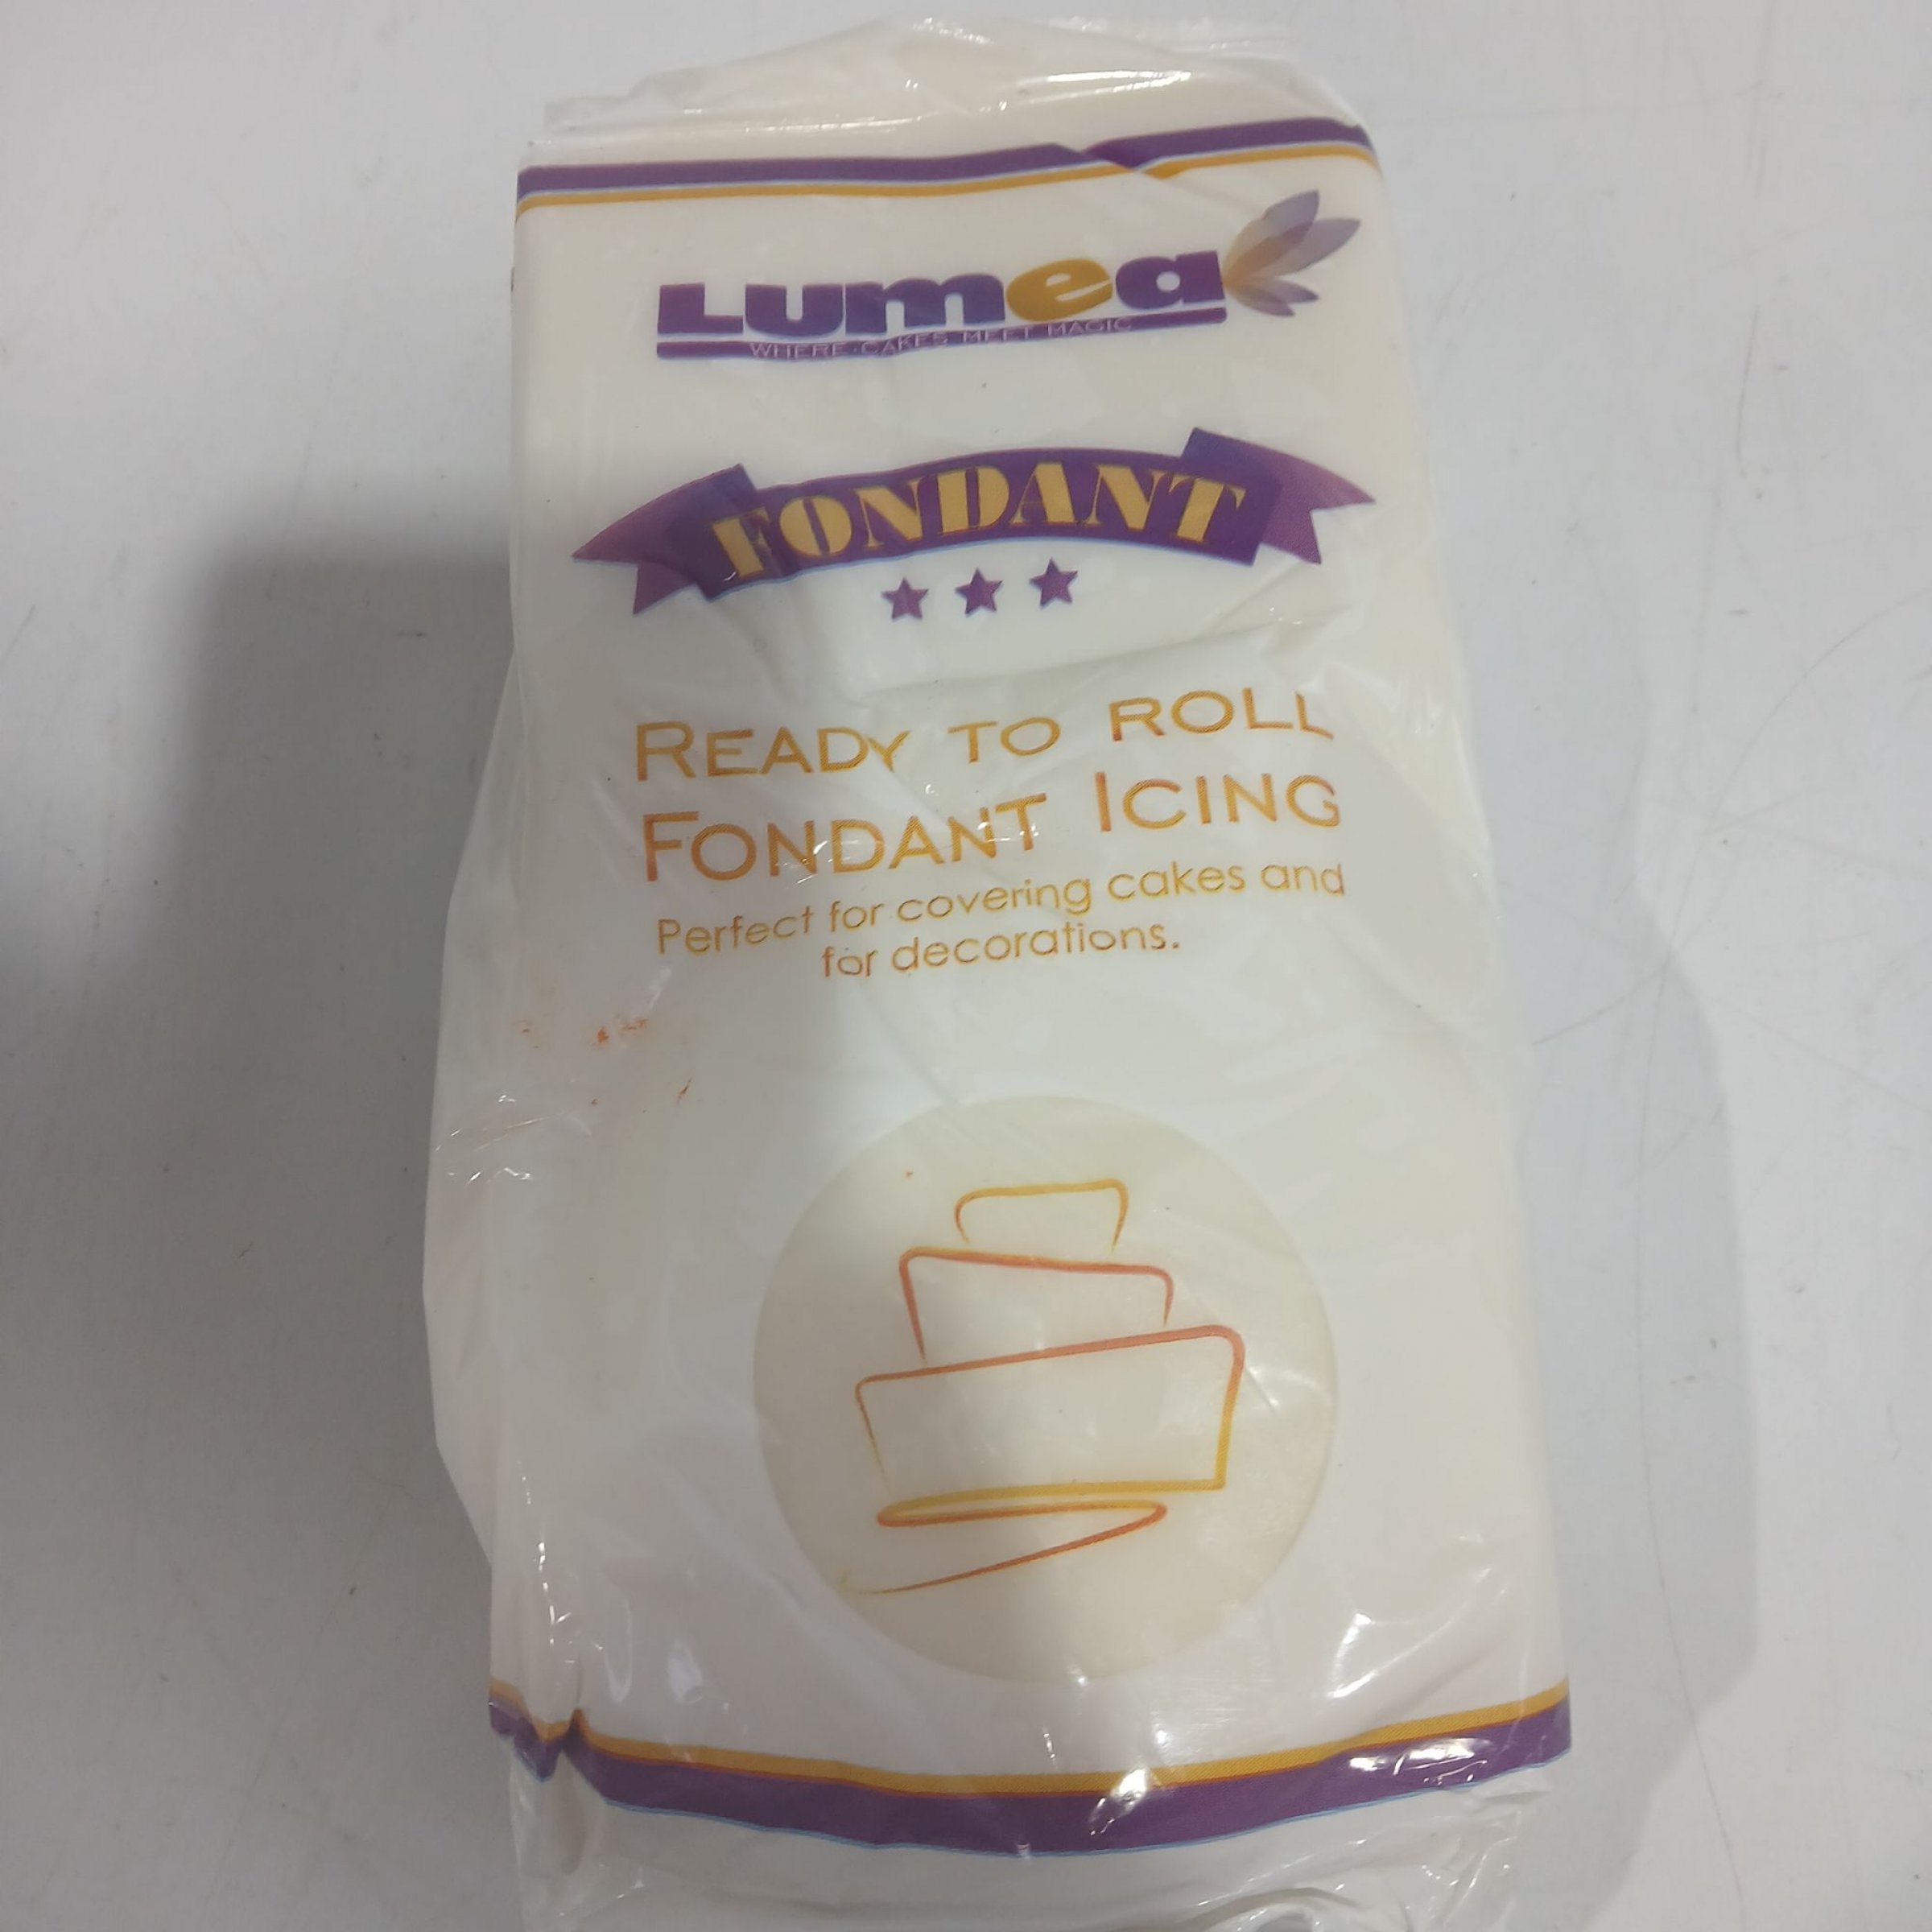 Lumea
WHERE CAKES MEET MAGIC
FONDANT
READY TO ROLL
FONDANT ICING
Perfect for covering cakes and
for decorations.